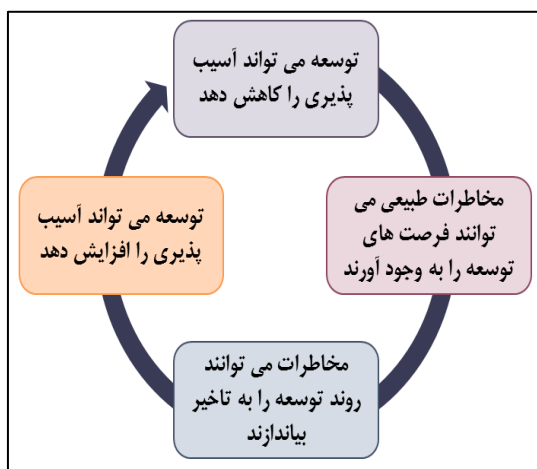 توسعه می تواند آسیب
پذیری را کاهش دهد
مخاطرات طبیعی می
توانند فرصت های
توسعه را به وجود آورند
مخاطرات می توانند
روند توسعه را به تاخیر
بیاندازند
توسعه می تواند آسیب
پذیری را افزایش دهد